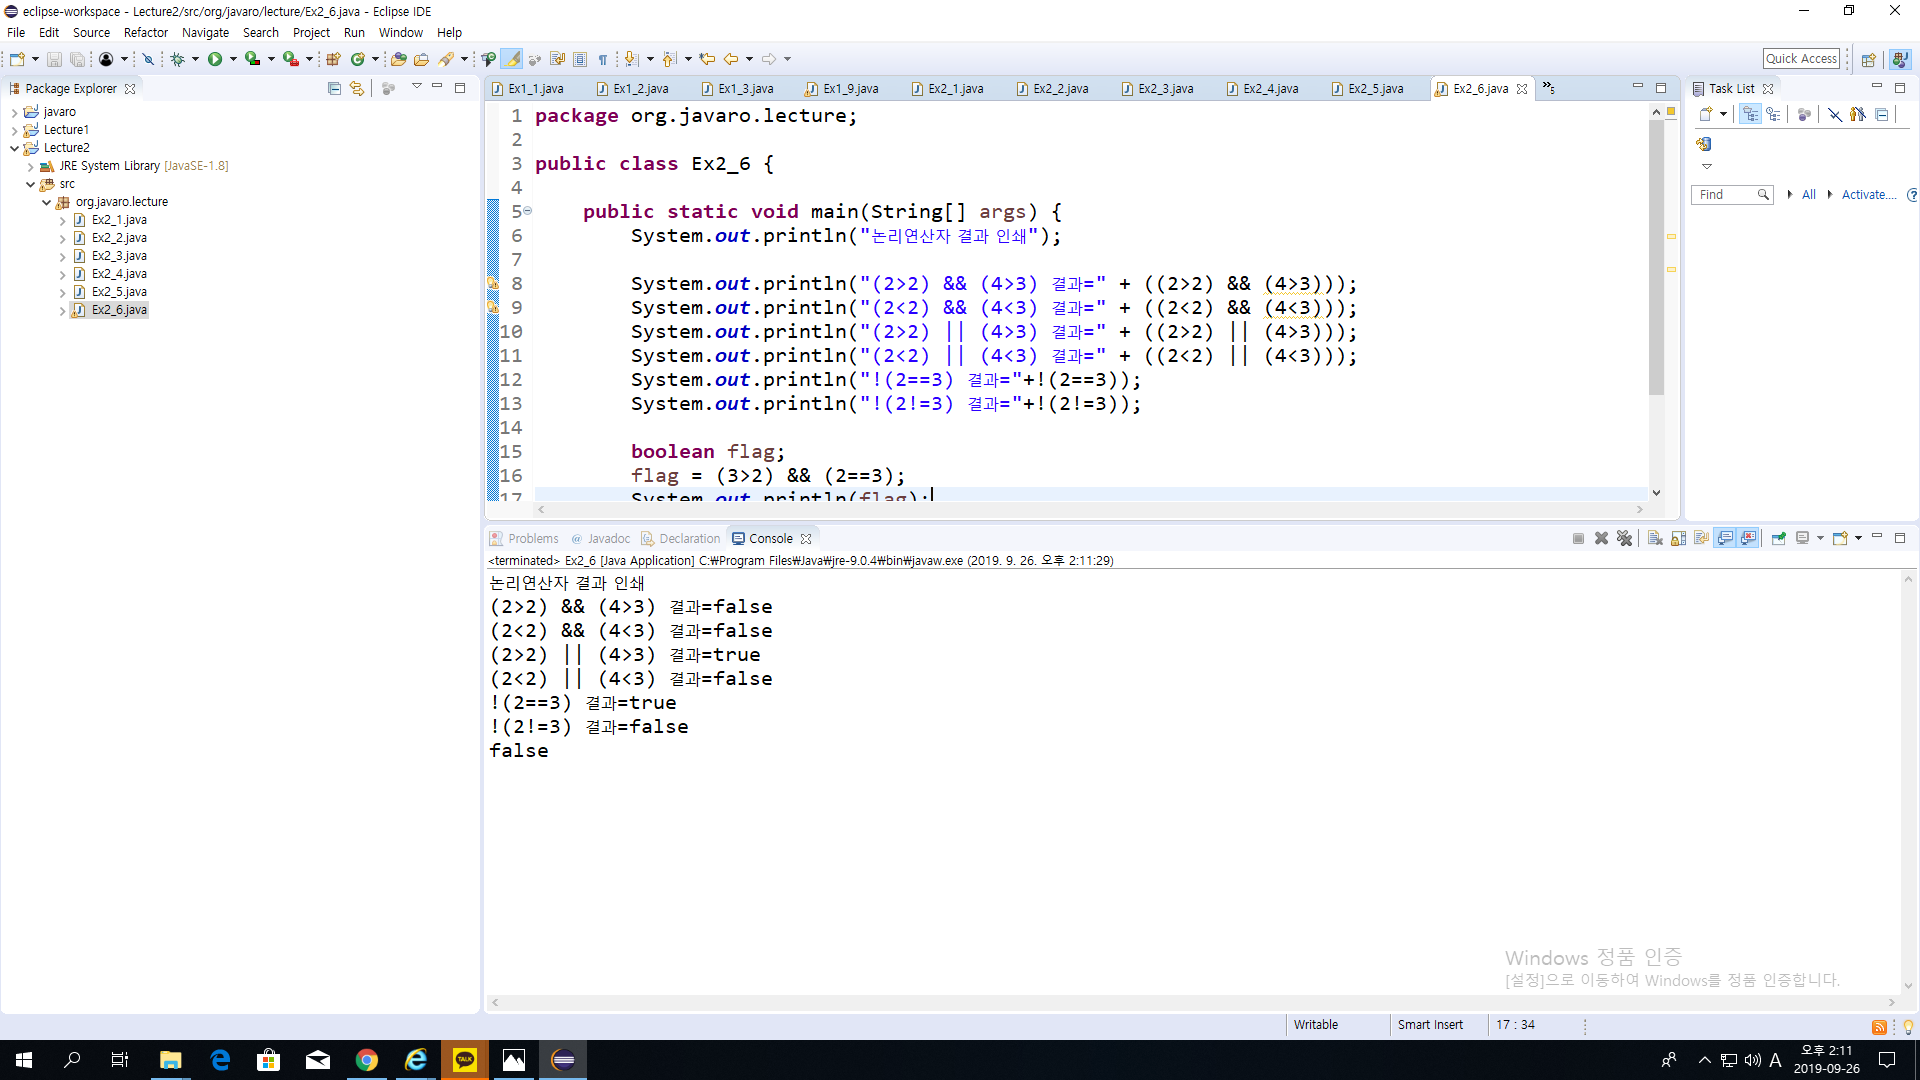 eclipse-workspace - Lecture2/src/org/javaro/lecture/Ex2_6.java - Eclipse IDE
File Edit Source Refactor Navigate Search Project Run Window Help
Quick Access
Package Explorer
javaro
Lecture1
Lecture2
JRE System Library [JavaSE-1.8]
src
org.javaro.lecture
Ex2_1.java
Ex2_2.java
Ex2_3.java
Ex2_4.java
Ex2_5.java
Ex2_6.java
Ex1_1.java Ex1_2.java Ex1_3.java Ex1_9.java Ex2_1.java Ex2_2.java Ex2_3.java Ex2_4.java Ex2_5.java Ex2_6.java »5
1 package org.javaro.lecture;
2
3 public class Ex2_6 {
4
5 public static void main(String[] args) {
6 System.out.println("논리연산자 결과 인쇄");
7
8 System.out.println("(2>2) && (4>3) 결과=" + ((2>2) && (4>3)));
9 System.out.println("(2<2) && (4<3) 결과=" + ((2<2) && (4<3)));
10 System.out.println("(2>2) || (4>3) 결과=" + ((2>2) || (4>3)));
11 System.out.println("(2<2) || (4<3) 결과=" + ((2<2) || (4<3)));
12 System.out.println("!(2==3) 결과="+!(2==3));
13 System.out.println("!(2!=3) 결과="+!(2!=3));
14
15 boolean flag;
16 flag = (3>2) && (2==3);
17 System.out.println(flag);
Task List
Find All Activate...
Problems @ Javadoc Declaration Console
<terminated> Ex2_6 [Java Application] C:₩Program Files₩Java₩jre-9.0.4₩bin₩javaw.exe (2019. 9. 26. 오후 2:11:29)
논리연산자 결과 인쇄
(2>2) && (4>3) 결과=false
(2<2) && (4<3) 결과=false
(2>2) || (4>3) 결과=true
(2<2) || (4<3) 결과=false
!(2==3) 결과=true
!(2!=3) 결과=false
false
Windows 정품 인증
[설정]으로 이동하여 Windows를 정품 인증합니다.
Writable Smart Insert 17 : 34
TALK
A
오후 2:11
2019-09-26